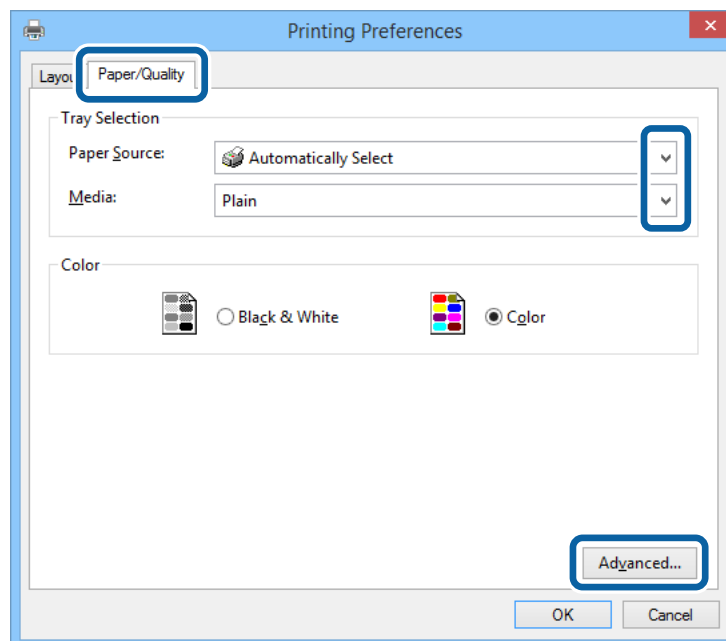 Printing Preferences
Layou
Paper/Quality
Tray Selection
Paper Source:
Automatically Select
Media:
Plain
Color
Black & White
Color
Advanced...
OK
Cancel